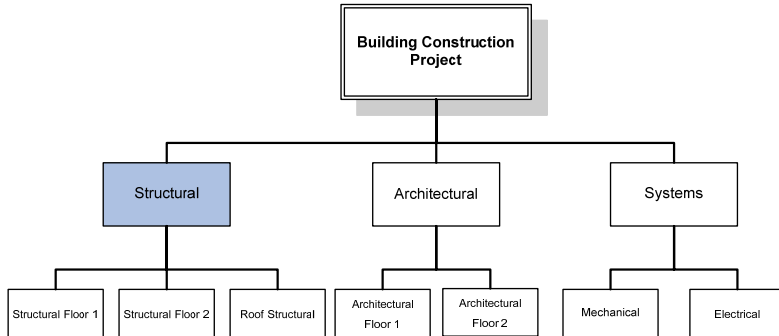 Building Construction
Project
Structural
Architectural
Systems
Structural Floor 1
Structural Floor 2
Roof Structural
Architectural
Floor 1
Architectural
Floor 2
Mechanical
Electrical